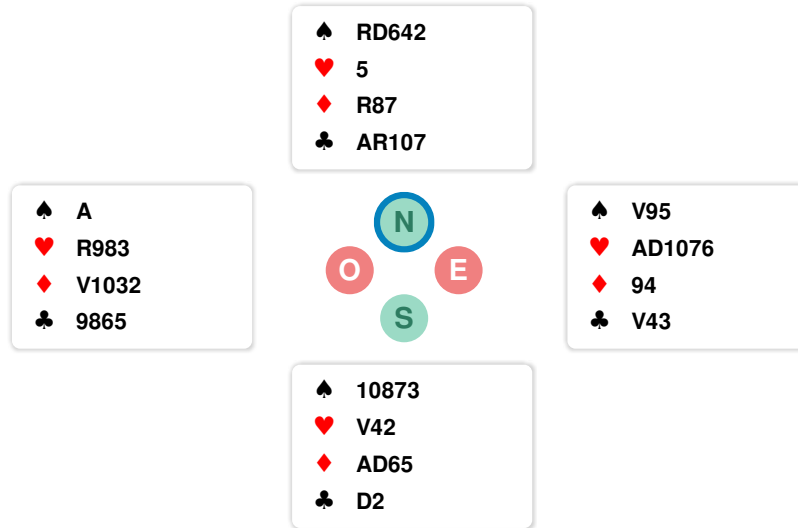 ♠ RD642
♥ 5
♦ R87
♣ AR107
♠ A
♥ R983
♦ V1032
♣ 9865
N
O E
S
♠ V95
♥ AD1076
♦ 94
♣ V43
♠ 10873
♥ V42
♦ AD65
♣ D2